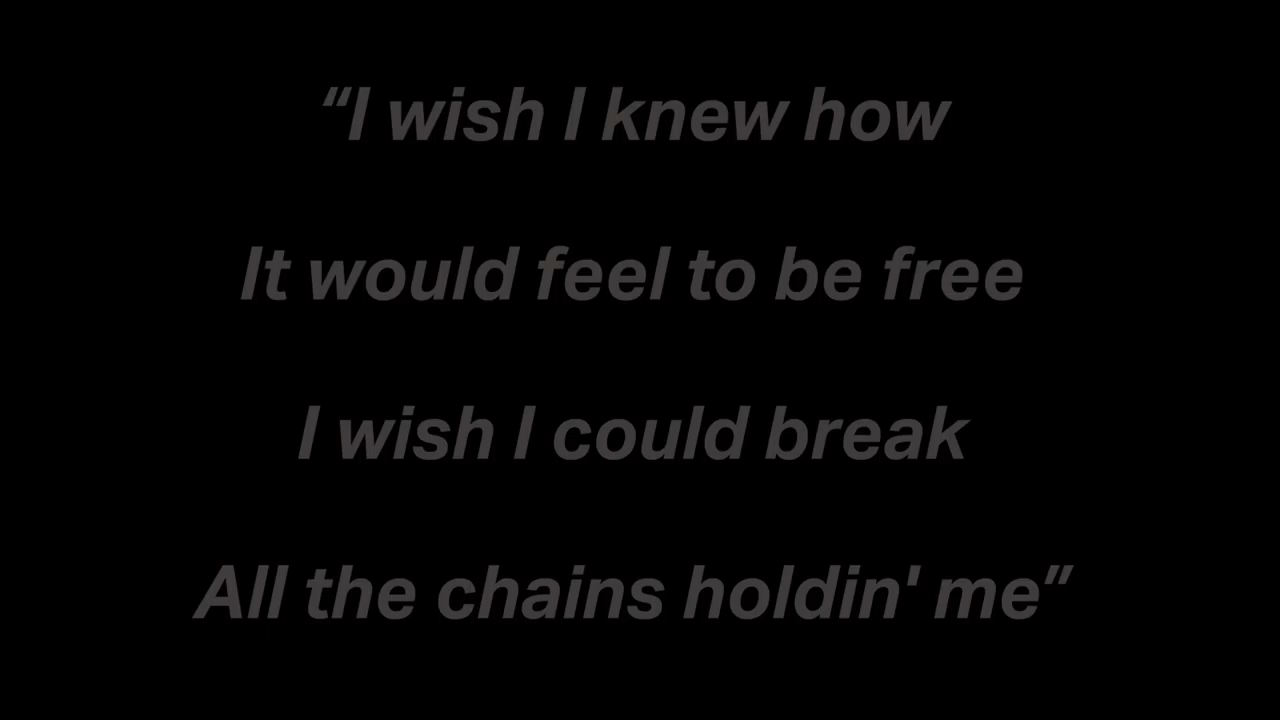 “I wish I knew how
It would feel to be free
I wish I could break
All the chains holdin' me”